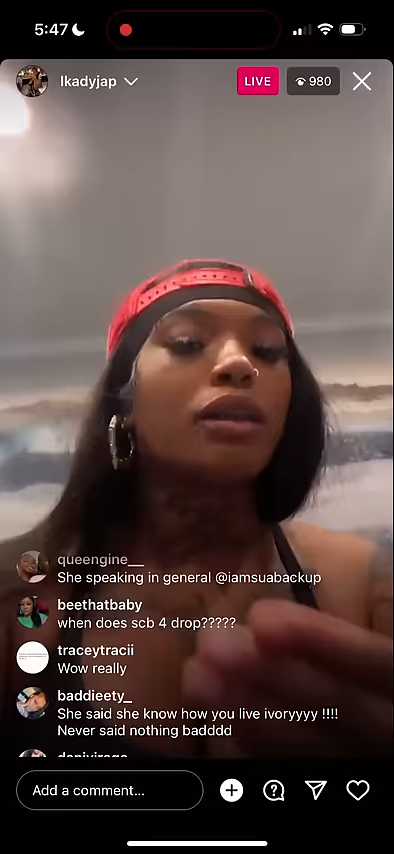 5:47
lkadyjap
LIVE
980
queengine__
She speaking in general @iamsuabackup
beethatbaby
when does scb 4 drop?????
traceytracii
Wow really
baddieety_
She said she know how you live ivoryyyy !!!!
Never said nothing badddd
Add a comment...